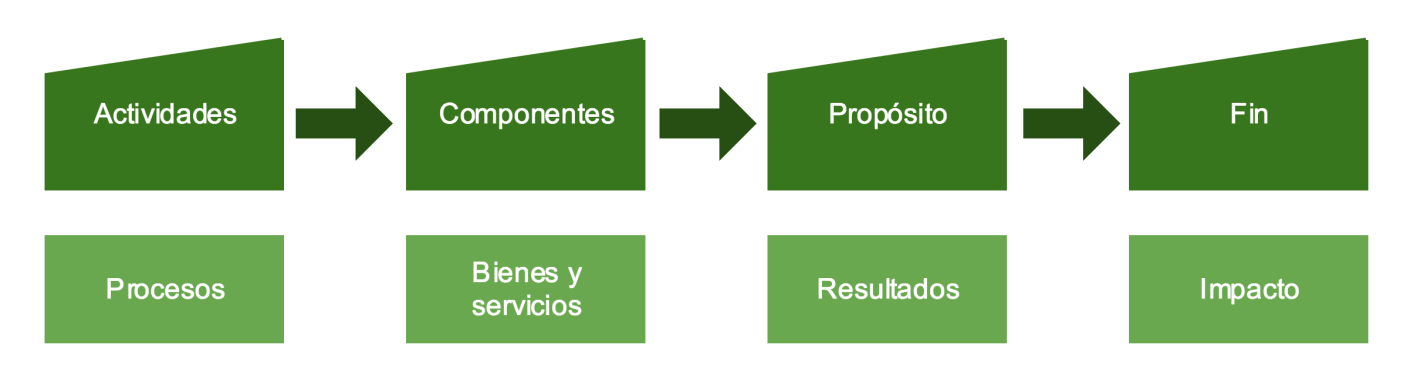 Actividades
Componentes
Propósito
Fin
Procesos
Bienes y
servicios
Resultados
Impacto